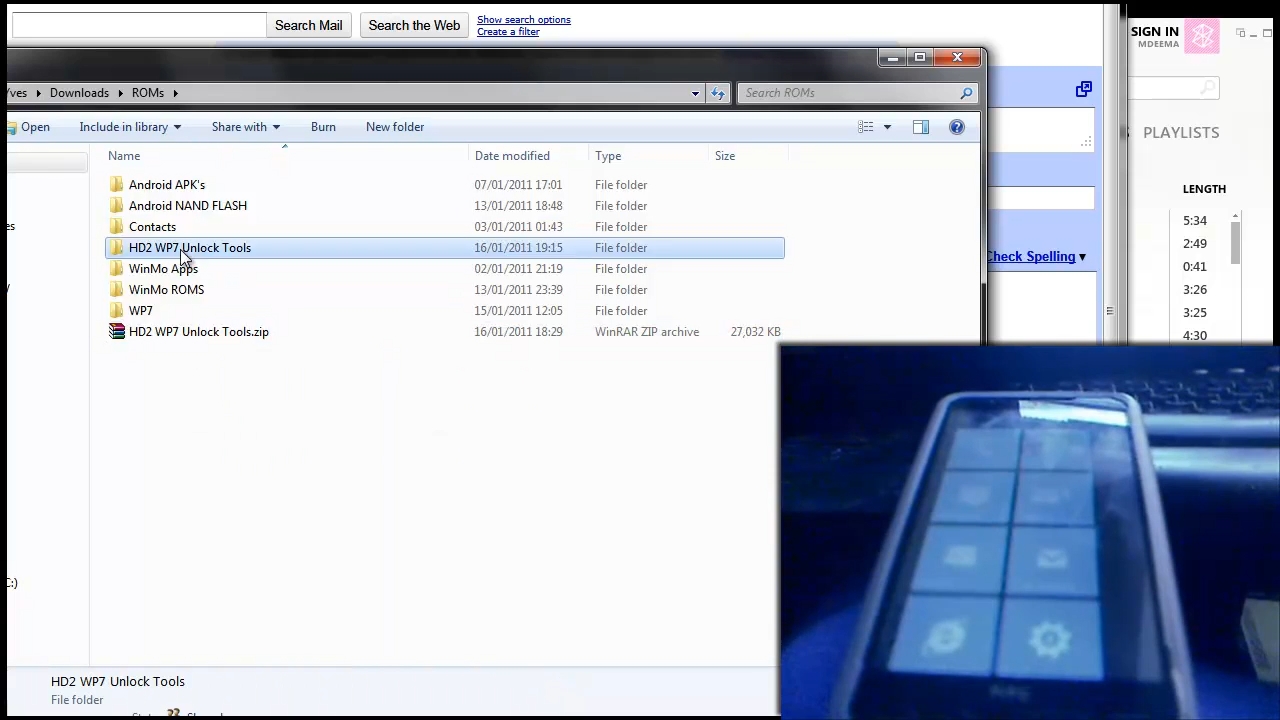 Search Mail
Search the Web
Show search options
Create a filter
SIGN IN
MDEEMA
Downloads
ROMs
Search ROMs
Open
Include in library
Share with
Burn
New folder
PLAYLISTS
Name
Date modified
Type
Size
LENGTH
Android APK's 07/01/2011 17:01 File folder
Android NAND FLASH 13/01/2011 18:48 File folder
Contacts 03/01/2011 01:43 File folder
HD2 WP7 Unlock Tools 16/01/2011 19:15 File folder
WinMo Apps 02/01/2011 21:19 File folder
WinMo ROMS 13/01/2011 23:39 File folder
WP7 15/01/2011 12:05 File folder
HD2 WP7 Unlock Tools.zip 16/01/2011 18:29 WinRAR ZIP archive 27,032 KB
Check Spelling
5:34
2:49
0:41
3:26
3:25
4:30
C:)
HD2 WP7 Unlock Tools
File folder